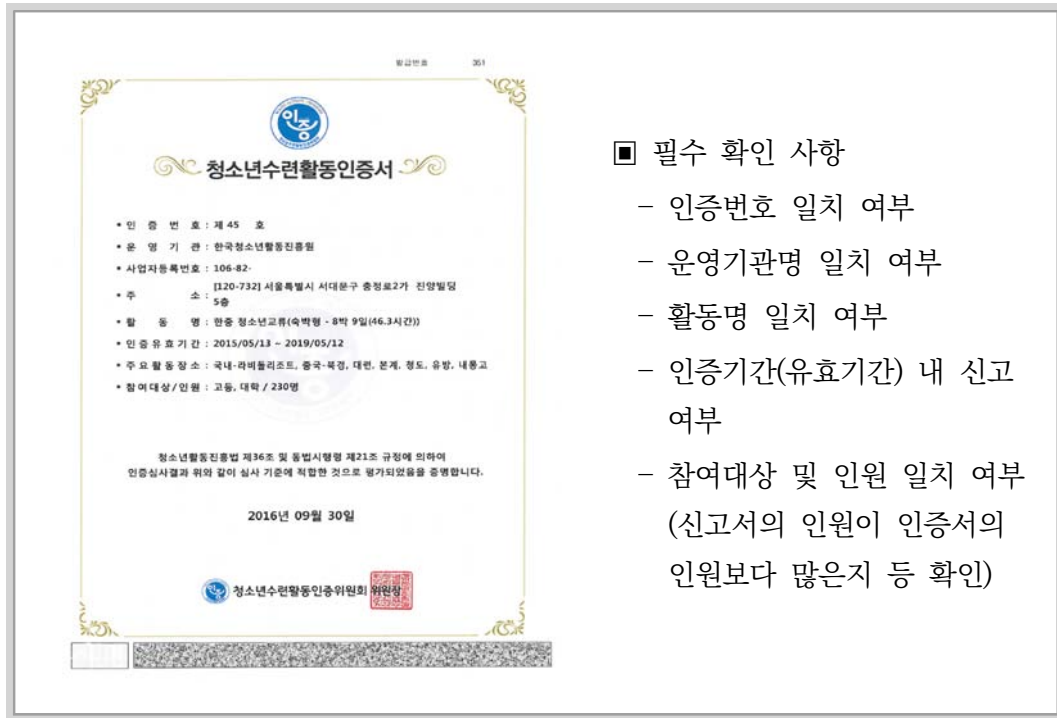 발급번호 351
인증
청소년수련활동인증서
• 인 증 번 호 : 제 45 호
• 운 영 기 관 : 한국청소년활동진흥원
• 사업자등록번호 : 106-82-
• 주 소 : [120-732] 서울특별시 서대문구 충정로2가 진양빌딩
5층
• 활 동 명 : 한중 청소년교류(숙박형 - 8박 9일(46.3시간))
• 인 증 유 효 기 간 : 2015/05/13 ~ 2019/05/12
• 주 요 활 동 장 소 : 국내-라비돌리조트, 중국-북경, 대련, 본계, 청도, 유방, 내몽고
• 참 여 대 상 / 인 원 : 고등, 대학 / 230명
청소년활동진흥법 제36조 및 동법시행령 제21조 규정에 의하여
인증심사결과 위와 같이 심사 기준에 적합한 것으로 평가되었음을 증명합니다.
2016년 09월 30일
청소년수련활동인증위원회 위원장
▣ 필수 확인 사항
- 인증번호 일치 여부
- 운영기관명 일치 여부
- 활동명 일치 여부
- 인증기간(유효기간) 내 신고
여부
- 참여대상 및 인원 일치 여부
(신고서의 인원이 인증서의
인원보다 많은지 등 확인)